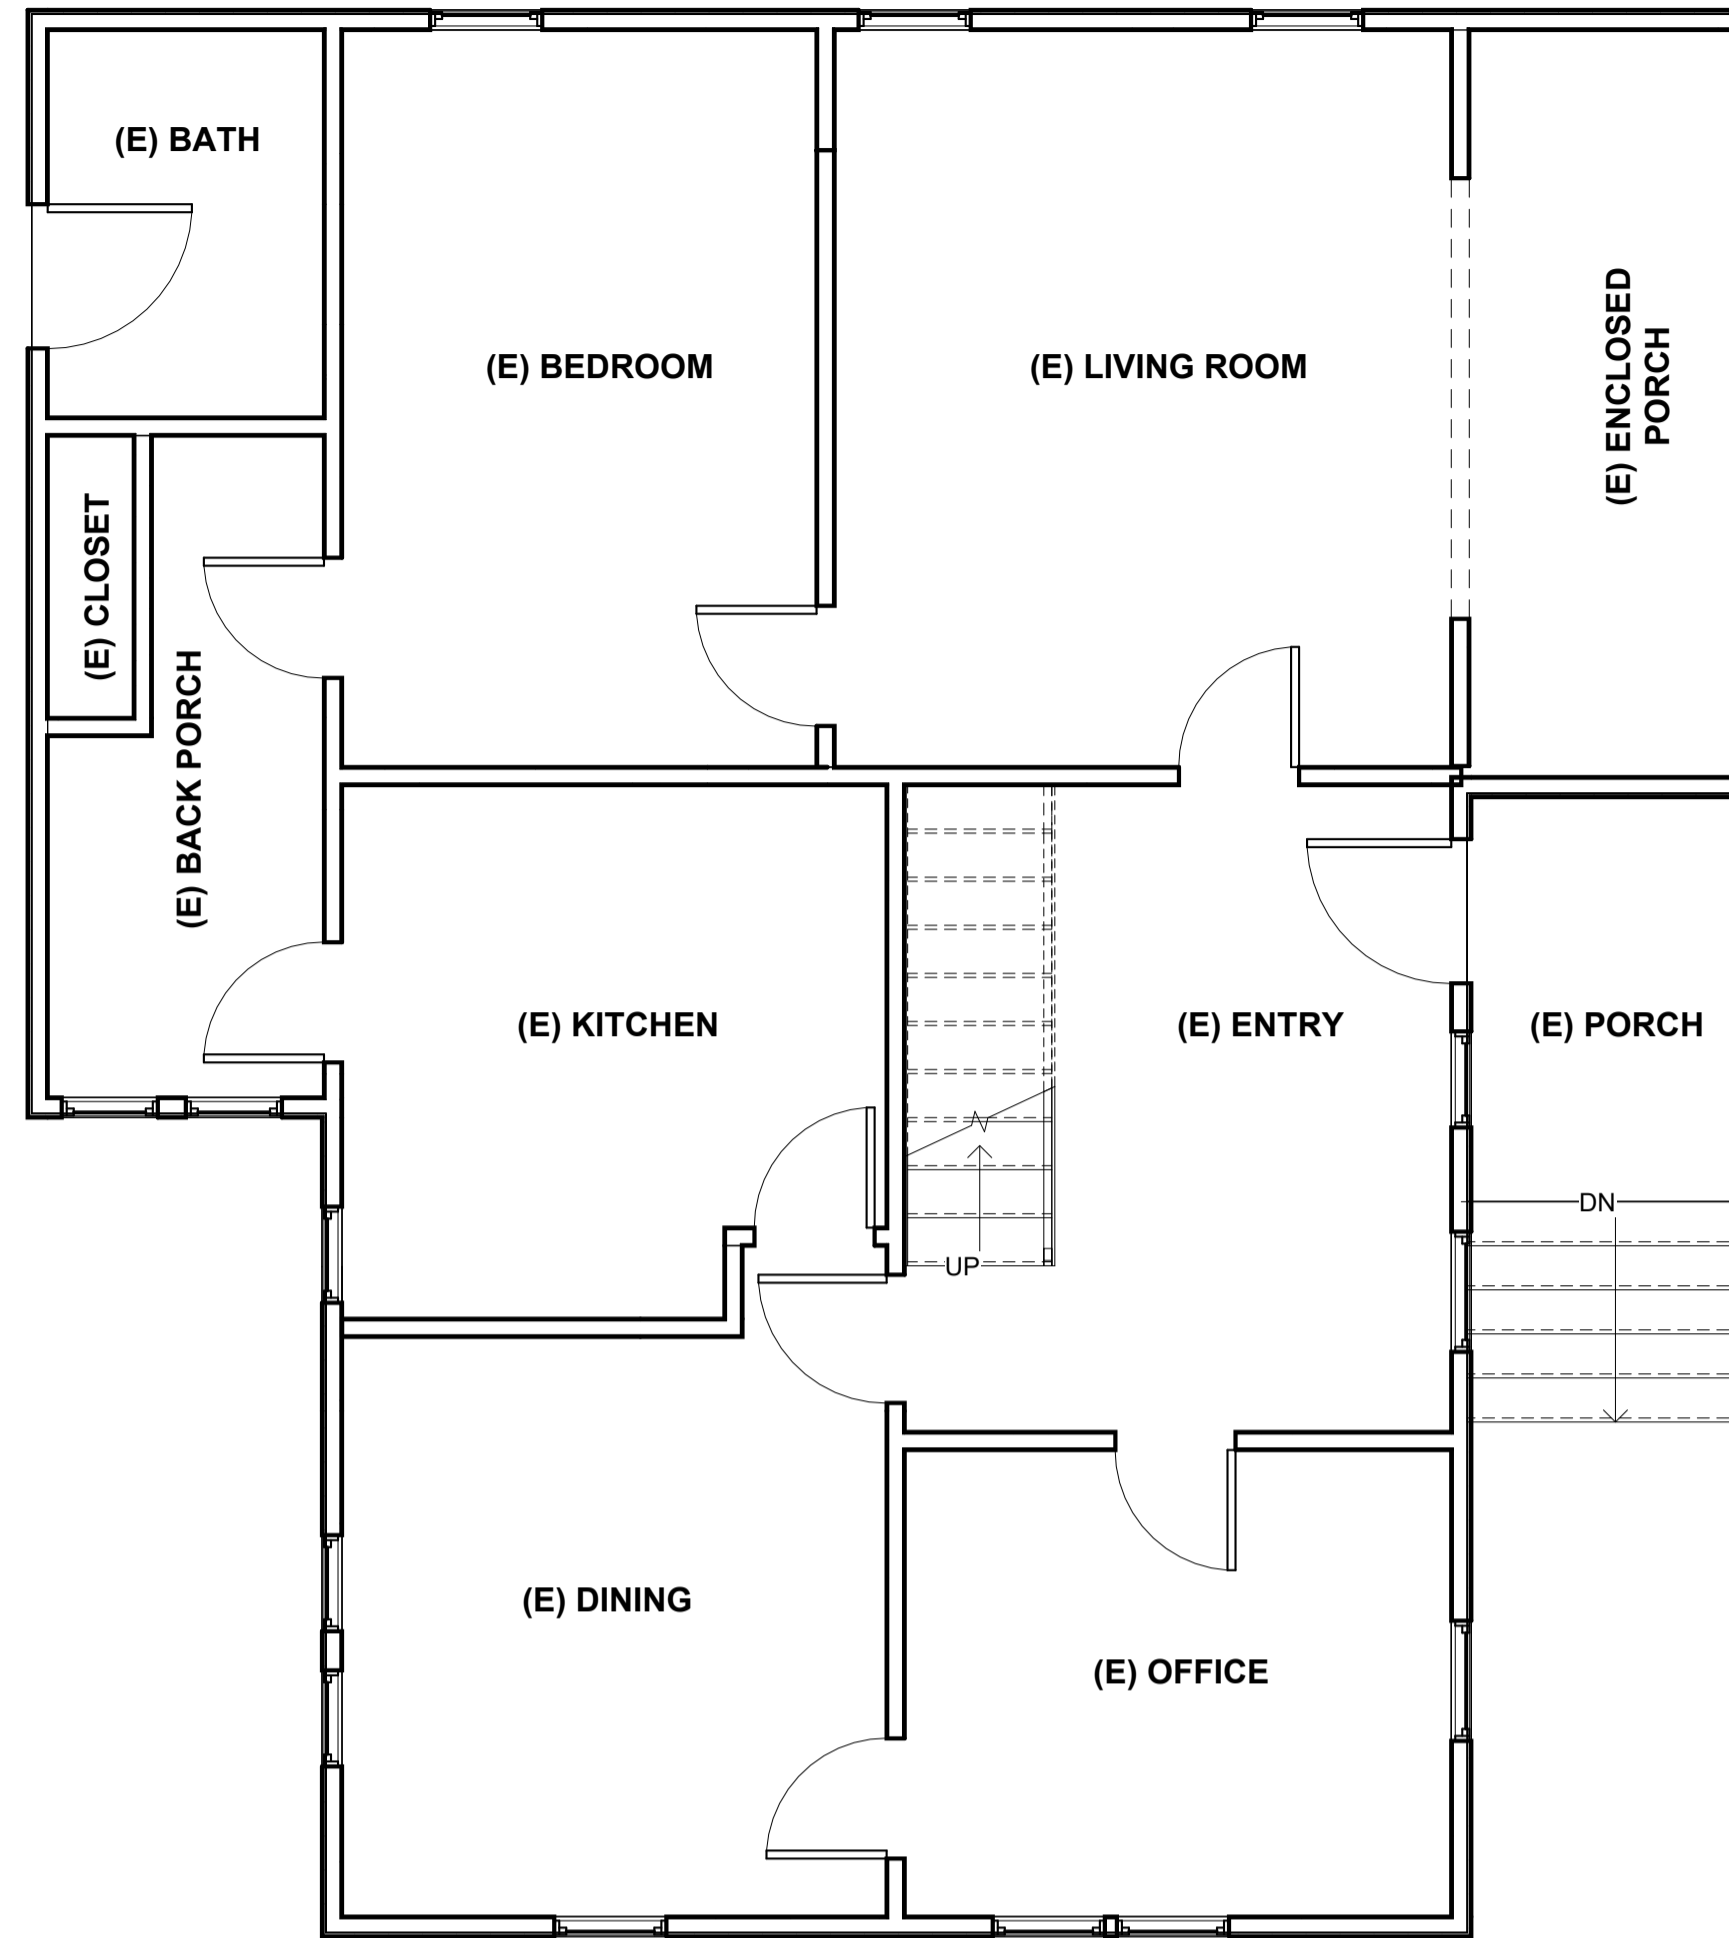 (E) BATH
(E) BEDROOM
(E) LIVING ROOM
(E) ENCLOSED
PORCH
(E) CLOSET
(E) BACK PORCH
(E) KITCHEN
(E) ENTRY
(E) PORCH
DN
UP
(E) DINING
(E) OFFICE